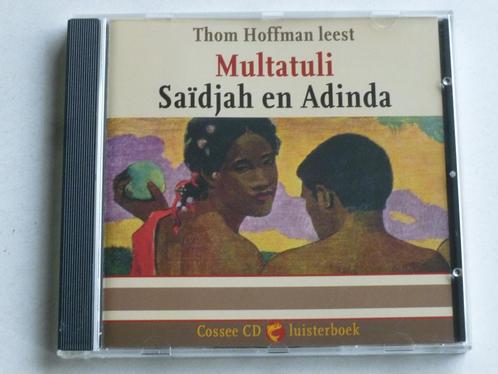 Thom Hoffman leest
Multatuli
Saïdjah en Adinda
Cossee CD luisterboek